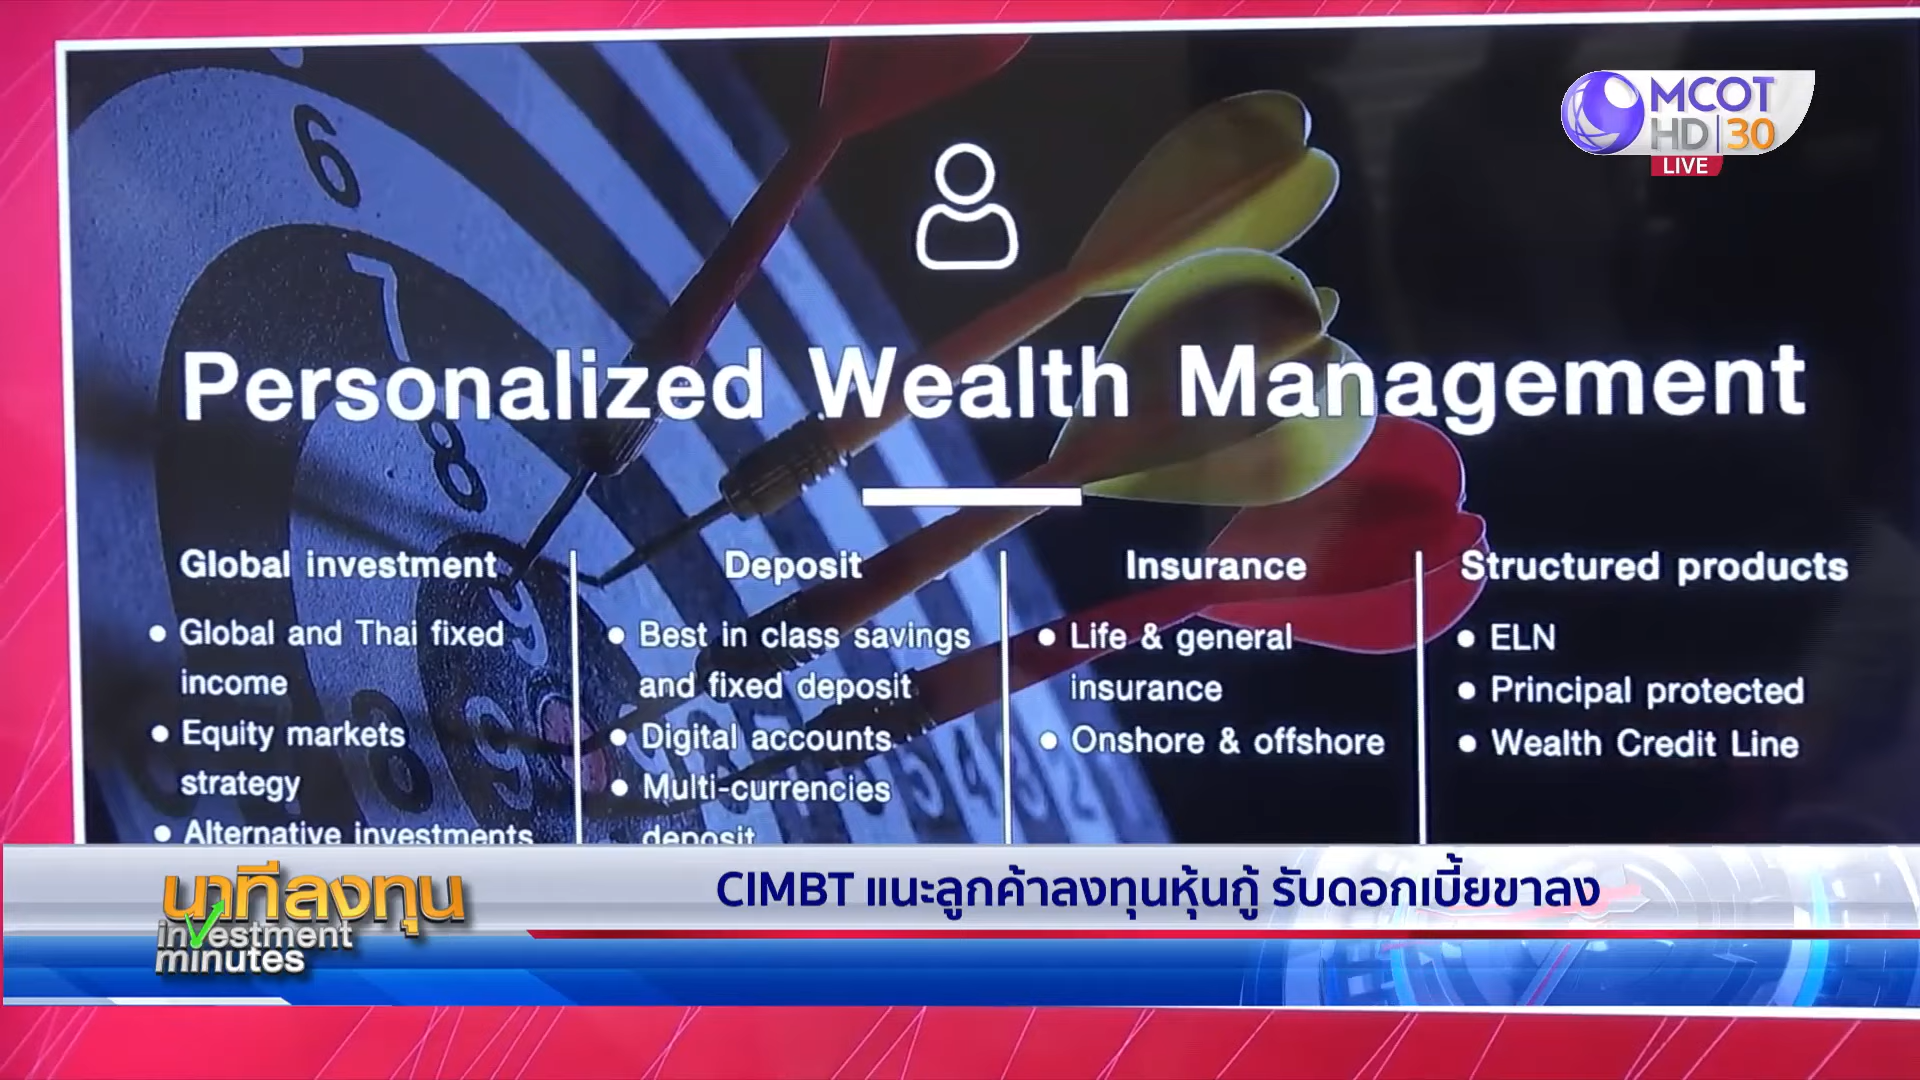 MCOT
HD 30
LIVE
6
7
8
9
Personalized Wealth Management
Global investment
● Global and Thai fixed
income
● Equity markets
strategy
● Alternative investments
Deposit
● Best in class savings
and fixed deposit
● Digital accounts
● Multi-currencies
deposit
Insurance
● Life & general
insurance
● Onshore & offshore
Structured products
● ELN
● Principal protected
● Wealth Credit Line
นาทีลงทุน
investment
minutes
CIMBT แนะลูกค้าลงทุนหุ้นกู้ รับดอกเบี้ยขาลง